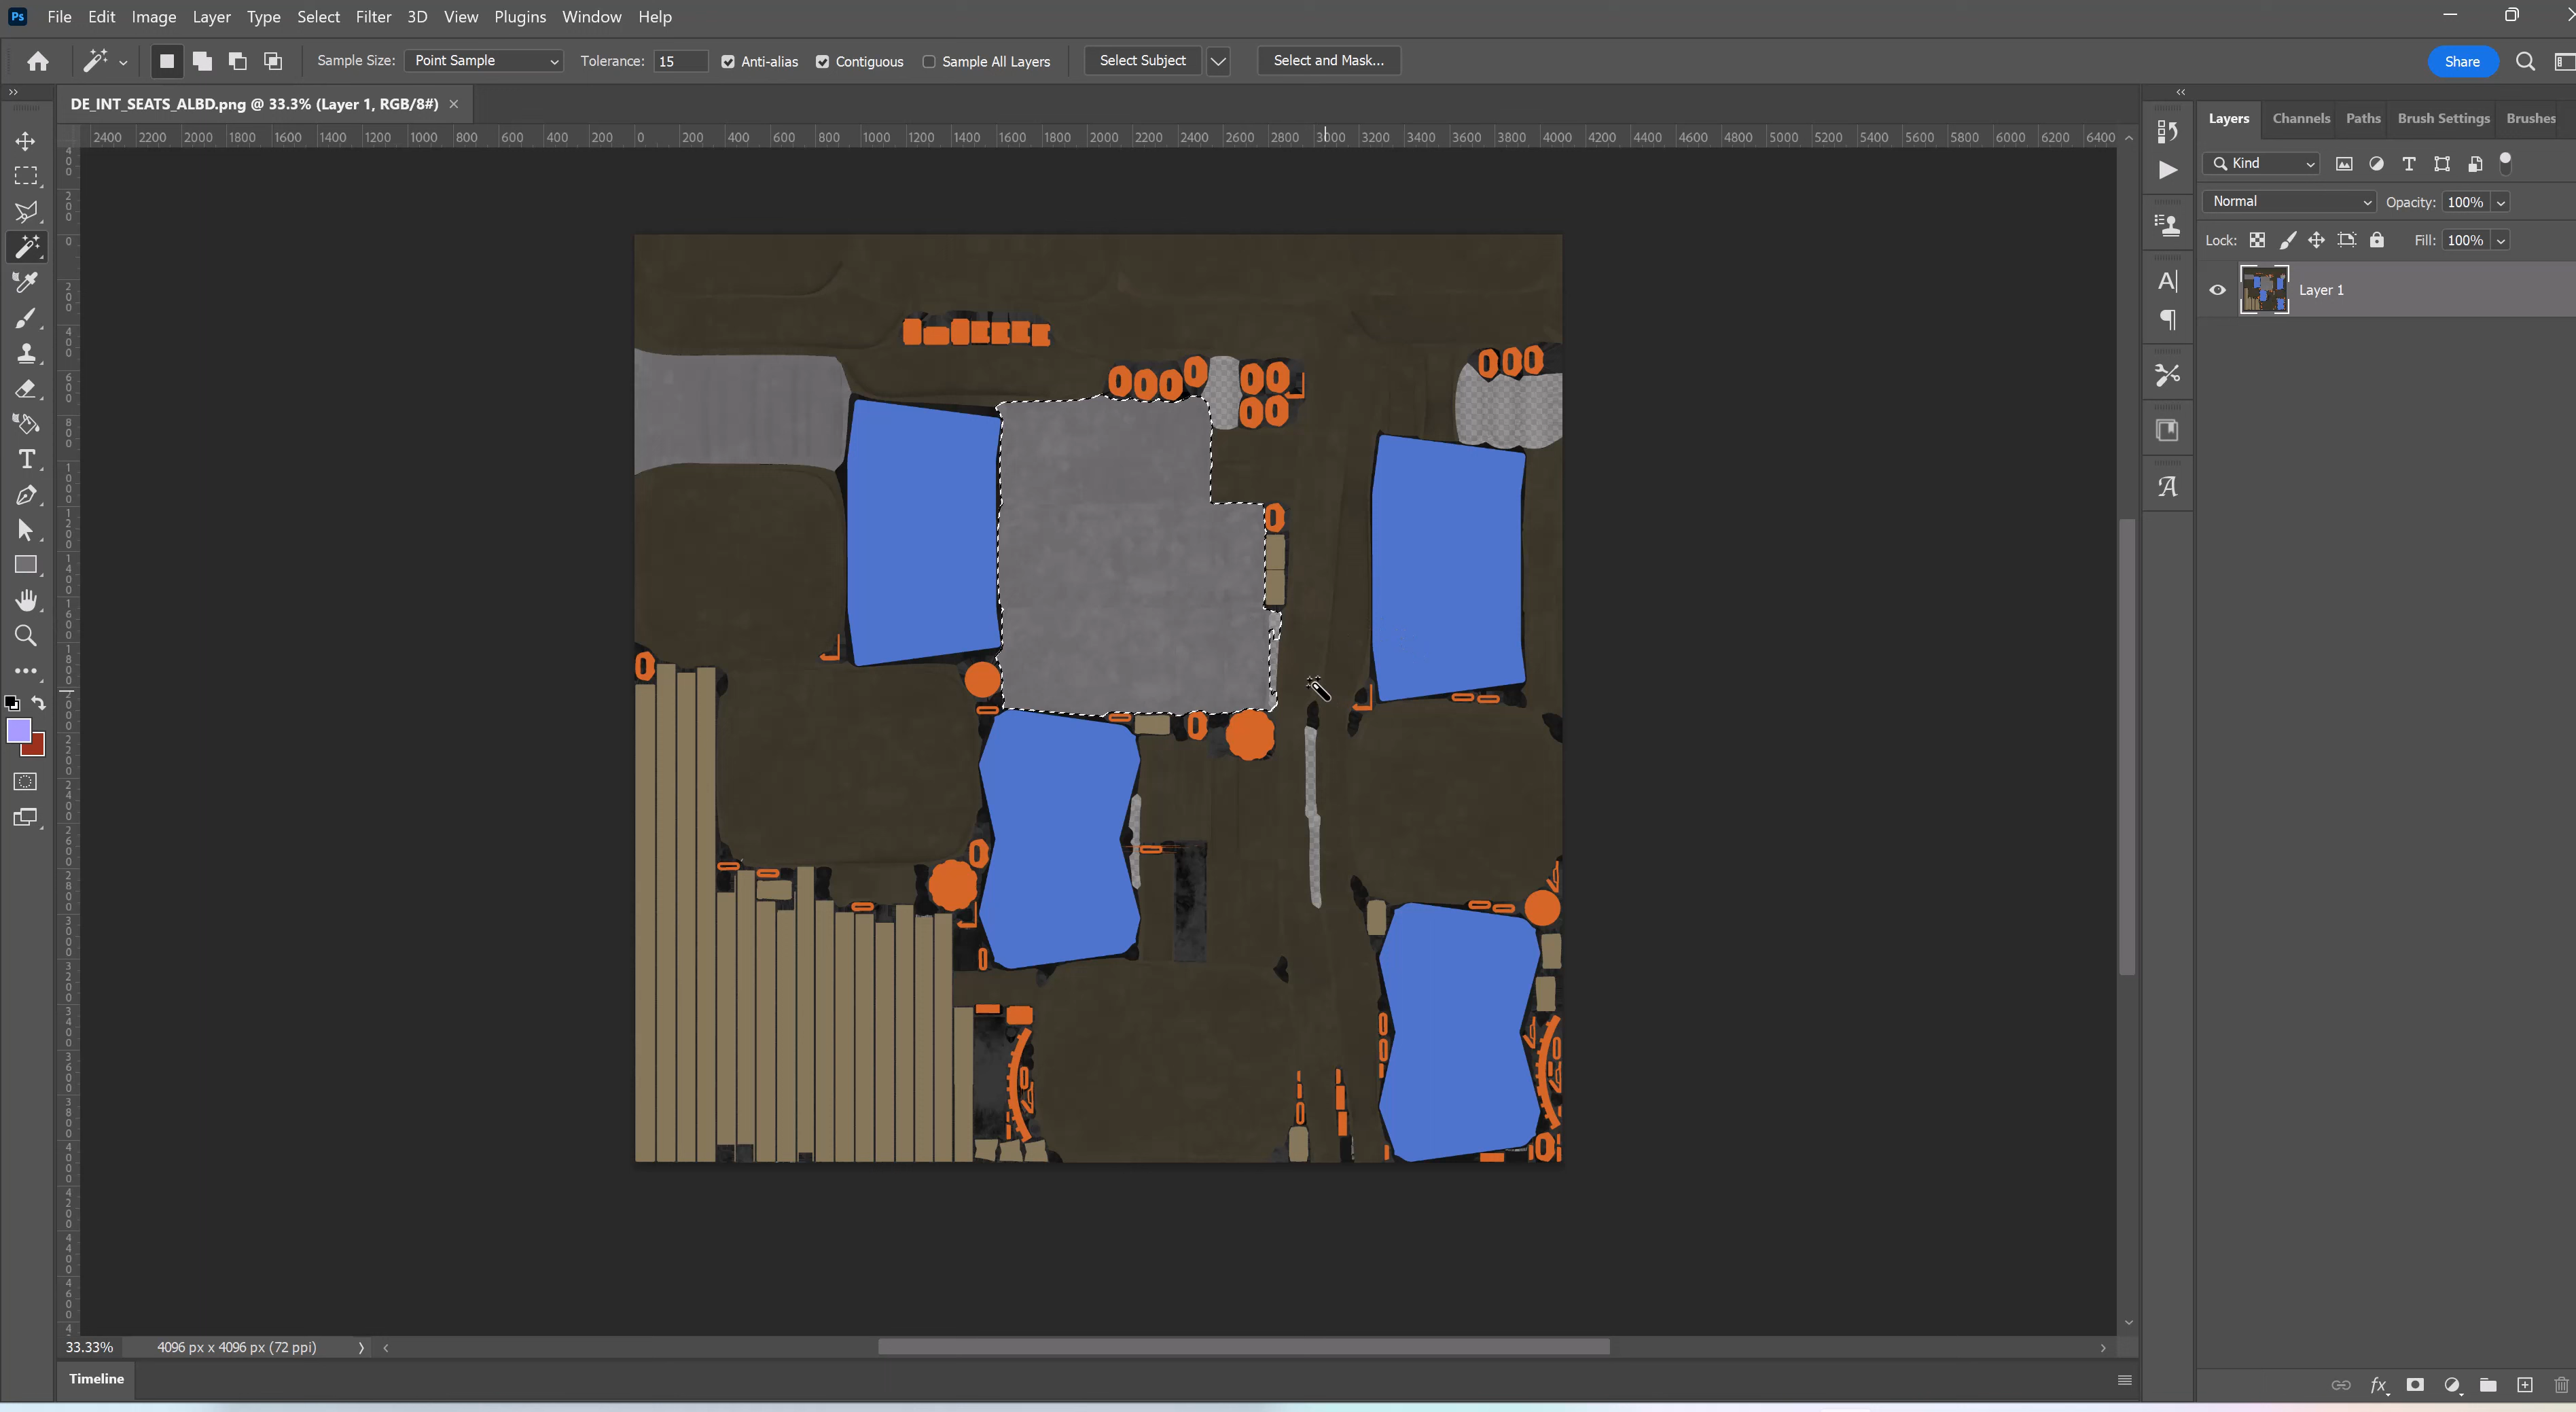 Ps File Edit Image Layer Type Select Filter 3D View Plugins Window Help
Sample Size: Point Sample Tolerance: 15 Anti-alias Contiguous Sample All Layers Select Subject Select and Mask... Share
DE_INT_SEATS_ALBD.png @ 33.3% (Layer 1, RGB/8#) ×
Layers Channels Paths Brush Settings Brushes
2400 2200 2000 1800 1600 1400 1200 1000 800 600 400 200 0 200 400 600 800 1000 1200 1400 1600 1800 2000 2200 2400 2600 2800 3000 3200 3400 3600 3800 4000 4200 4400 4600 4800 5000 5200 5400 5600 5800 6000 6200 6400
Kind
Normal Opacity: 100%
Lock: Fill: 100%
Layer 1
33.33% 4096 px x 4096 px (72 ppi)
Timeline
fx